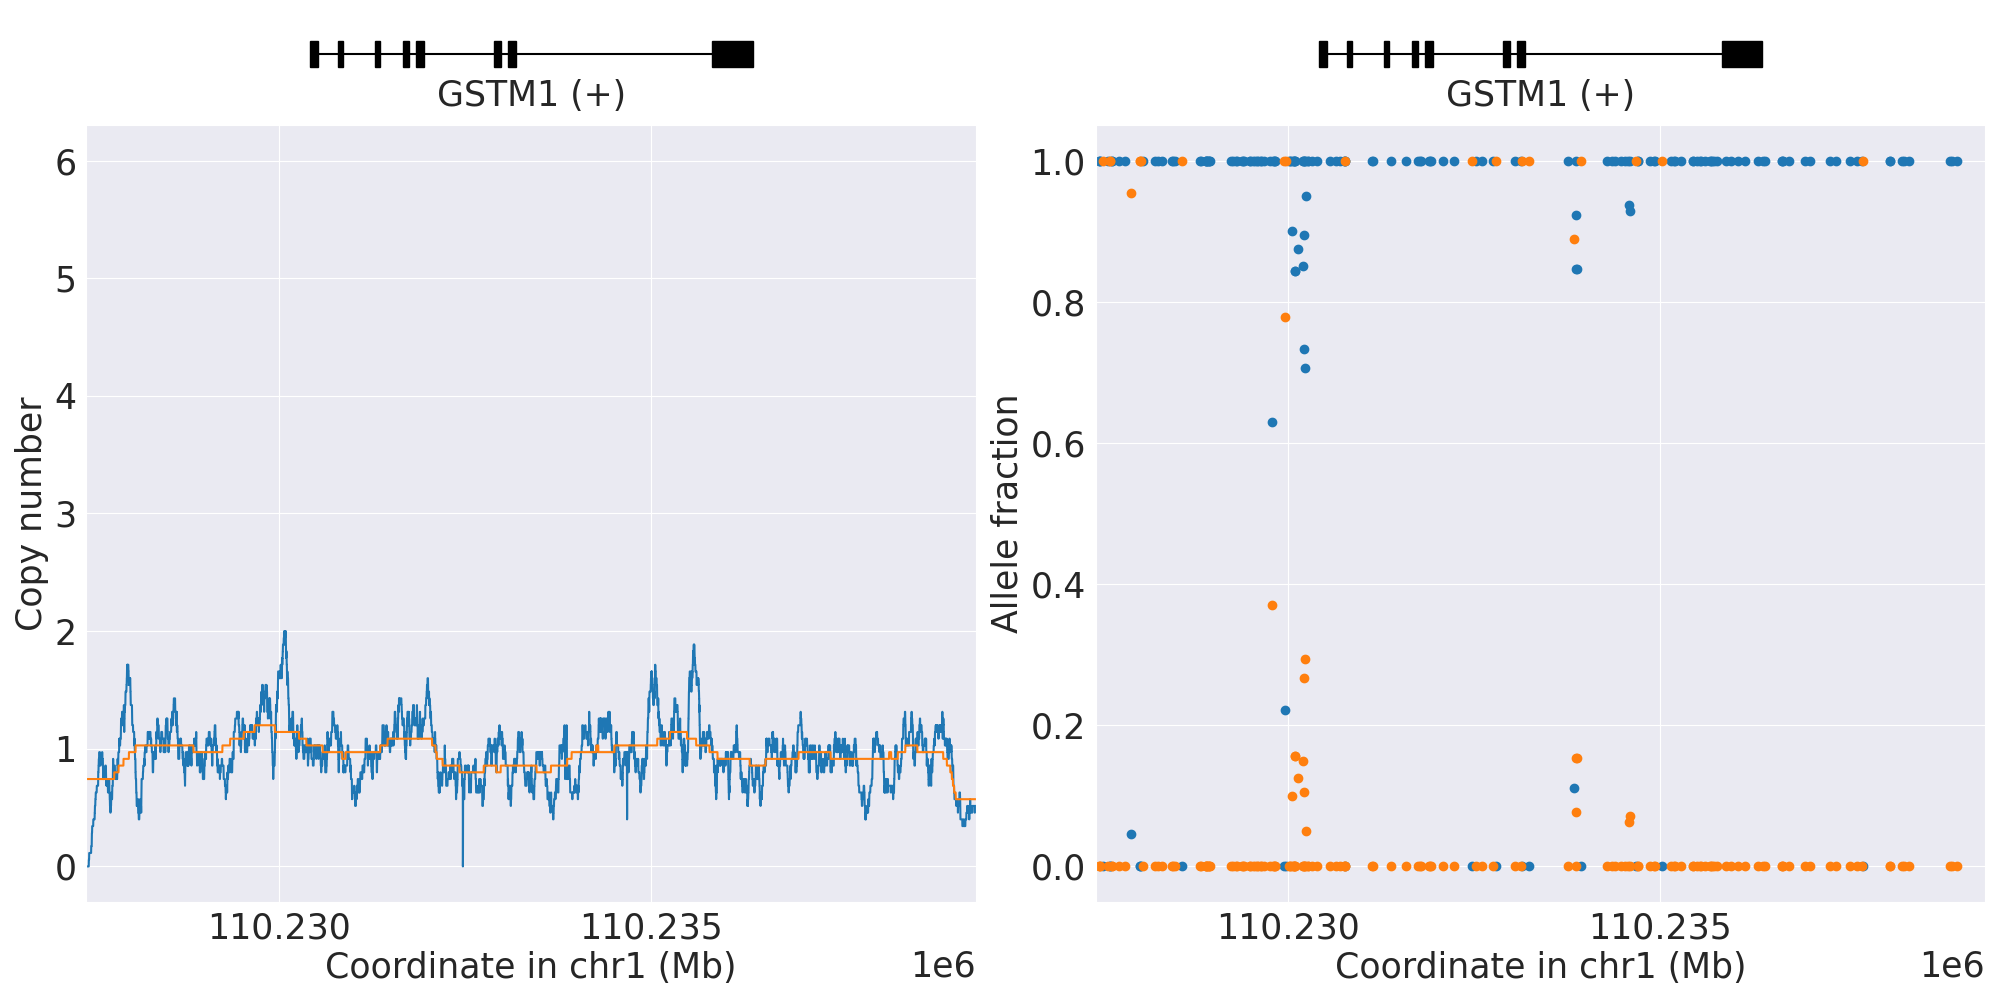 GSTM1 (+)
6
5
4
3
2
1
0
Copy number
110.230
110.235
Coordinate in chr1 (Mb)
1e6
GSTM1 (+)
1.0
0.8
0.6
0.4
0.2
0.0
Allele fraction
110.230
110.235
Coordinate in chr1 (Mb)
1e6